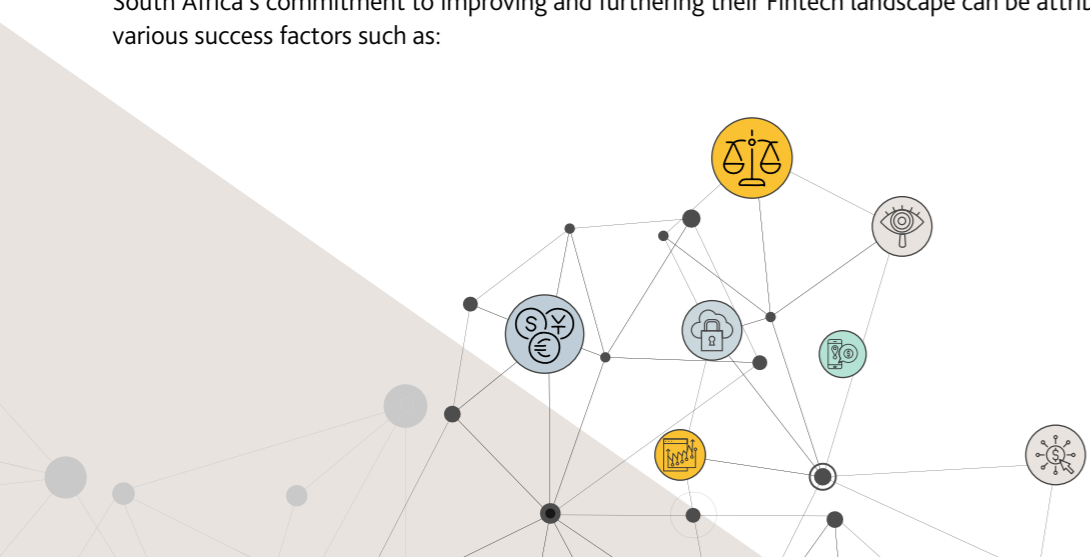 South Africa's commitment to improving and furthering their Fintech landscape can be
various success factors such as: